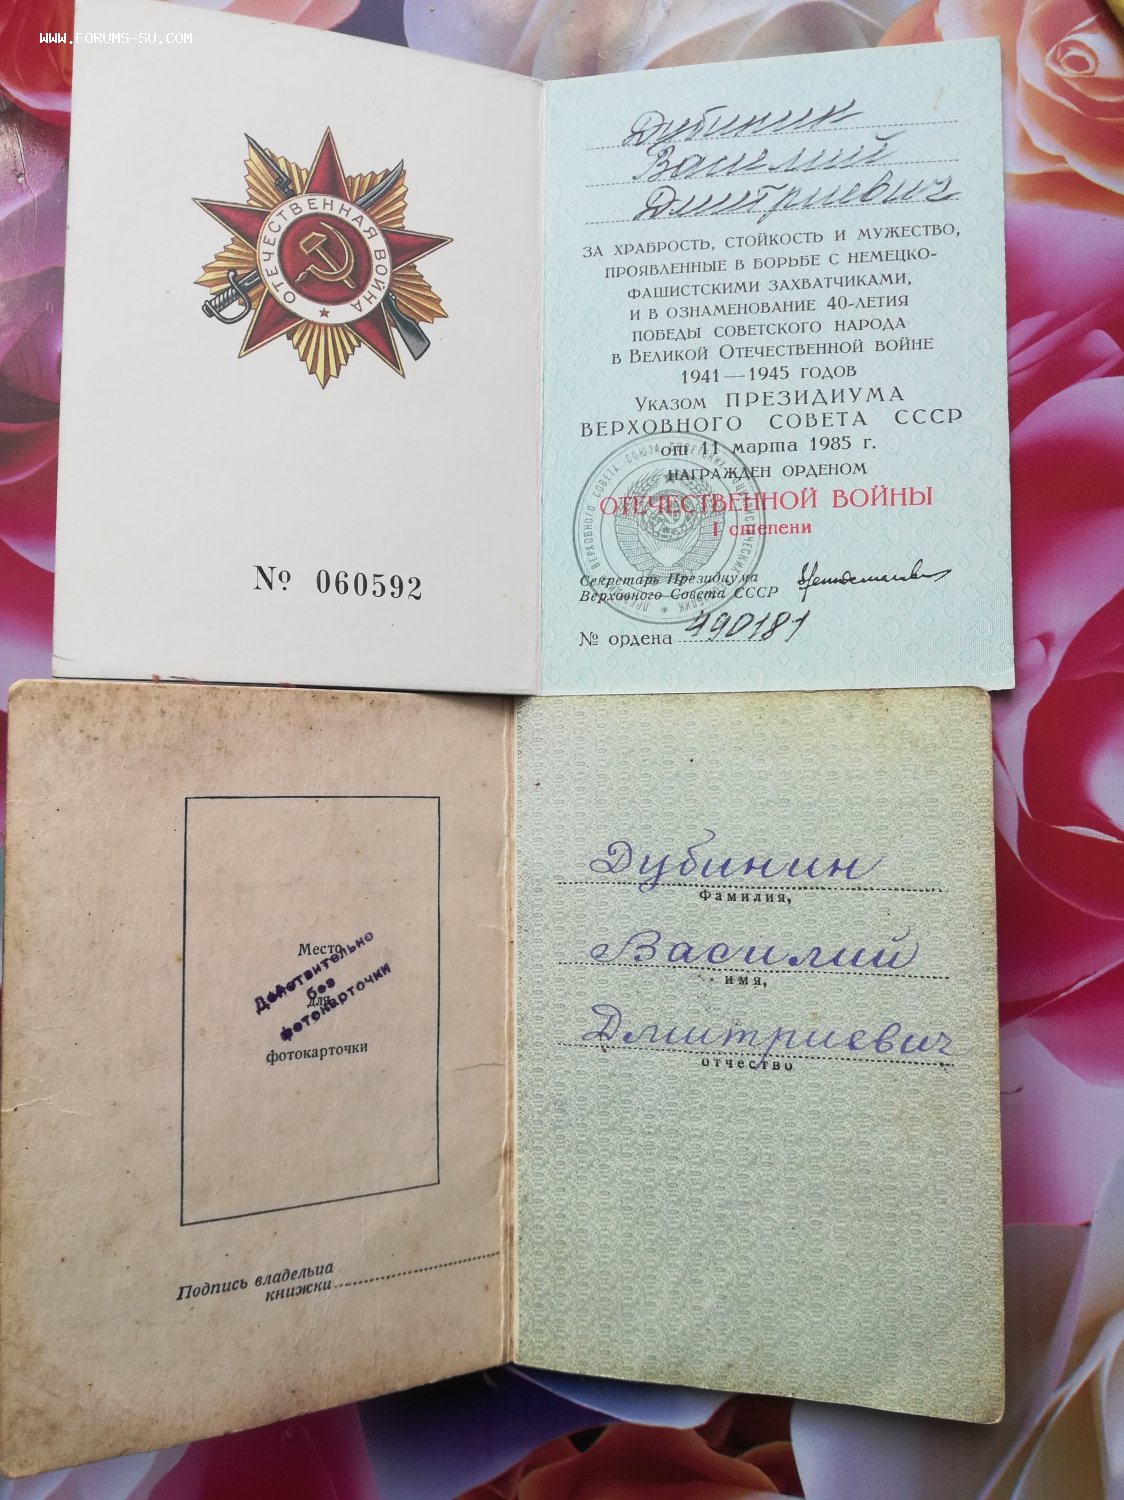 WWW.FORUMS-SU.COM
ОТЕЧЕСТВЕННАЯ ВОЙНА
№ 060592
Дубинин
Василий
Дмитриевич
ЗА ХРАБРОСТЬ, СТОЙКОСТЬ И МУЖЕСТВО,
ПРОЯВЛЕННЫЕ В БОРЬБЕ С НЕМЕЦКО-
ФАШИСТСКИМИ ЗАХВАТЧИКАМИ,
И В ОЗНАМЕНОВАНИЕ 40-ЛЕТИЯ
ПОБЕДЫ СОВЕТСКОГО НАРОДА
В ВЕЛИКОЙ ОТЕЧЕСТВЕННОЙ ВОЙНЕ
1941—1945 ГОДОВ
УКАЗОМ ПРЕЗИДИУМА
ВЕРХОВНОГО СОВЕТА СССР
от 11 марта 1985 г.
НАГРАЖДЕН ОРДЕНОМ
ОТЕЧЕСТВЕННОЙ ВОЙНЫ
I степени
Секретарь Президиума
Верховного Совета СССР
№ ордена 490181
Место
для
фотокарточки
Действительно
без
фотокарточки
Подпись владельца
книжки
Дубинин
Фамилия,
Василий
имя,
Дмитриевич
отчество